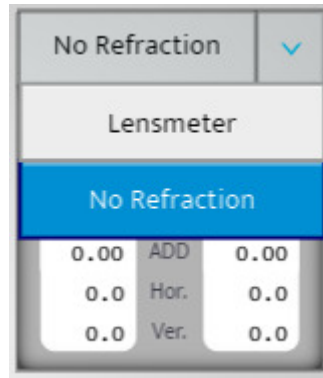 No Refraction
Lensmeter
No Refraction
0.00 ADD 0.00
0.0 Hor. 0.0
0.0 Ver. 0.0